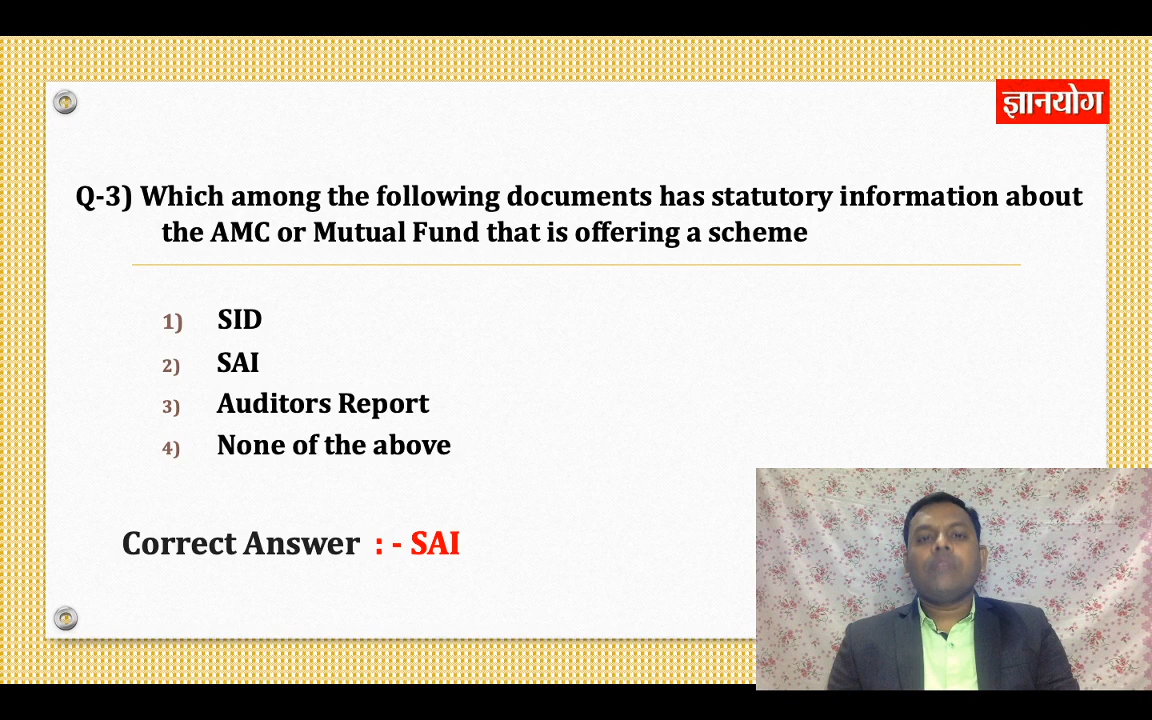 ज्ञानयोग
Q-3) Which among the following documents has statutory information about
the AMC or Mutual Fund that is offering a scheme
1) SID
2) SAI
3) Auditors Report
4) None of the above
Correct Answer : - SAI